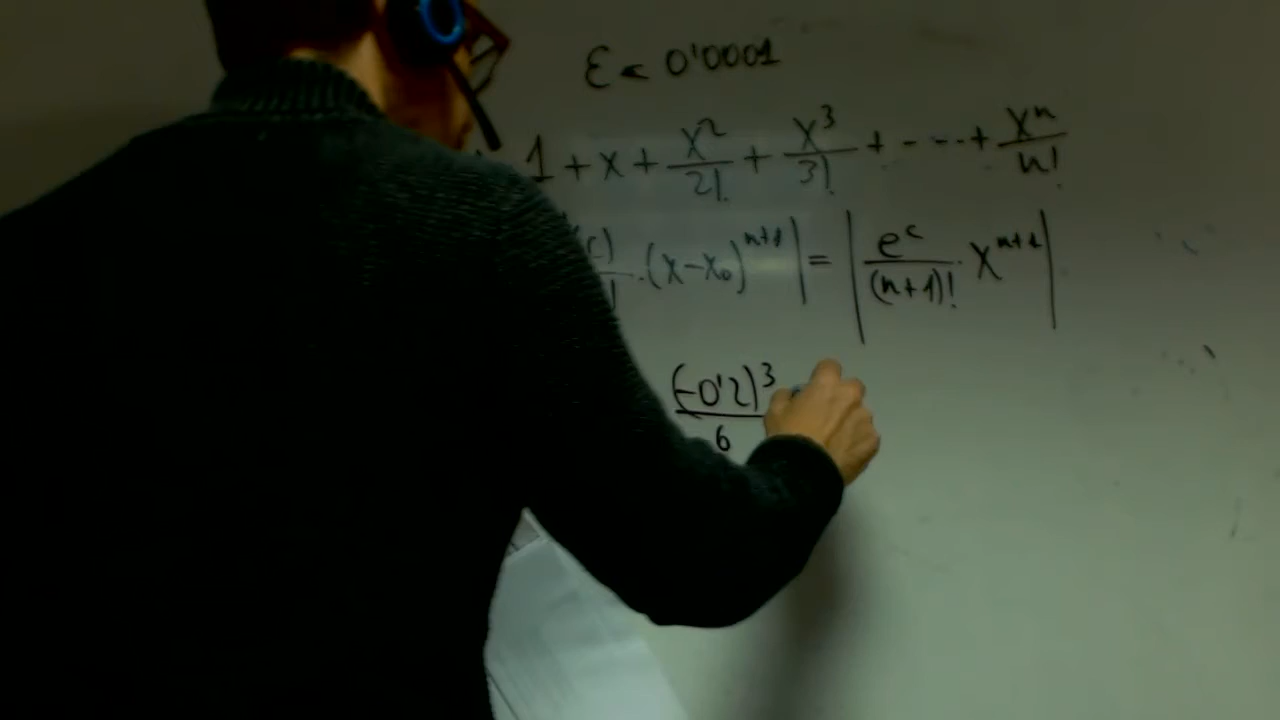 ε < 0'0001
1 + x + x²/2! + x³/3! + ----- + xⁿ/n!
(c)/! · (x-x₀)ⁿ⁺¹| = |eᶜ/(n+1)! · xⁿ⁺¹|
(-0'2)³/6